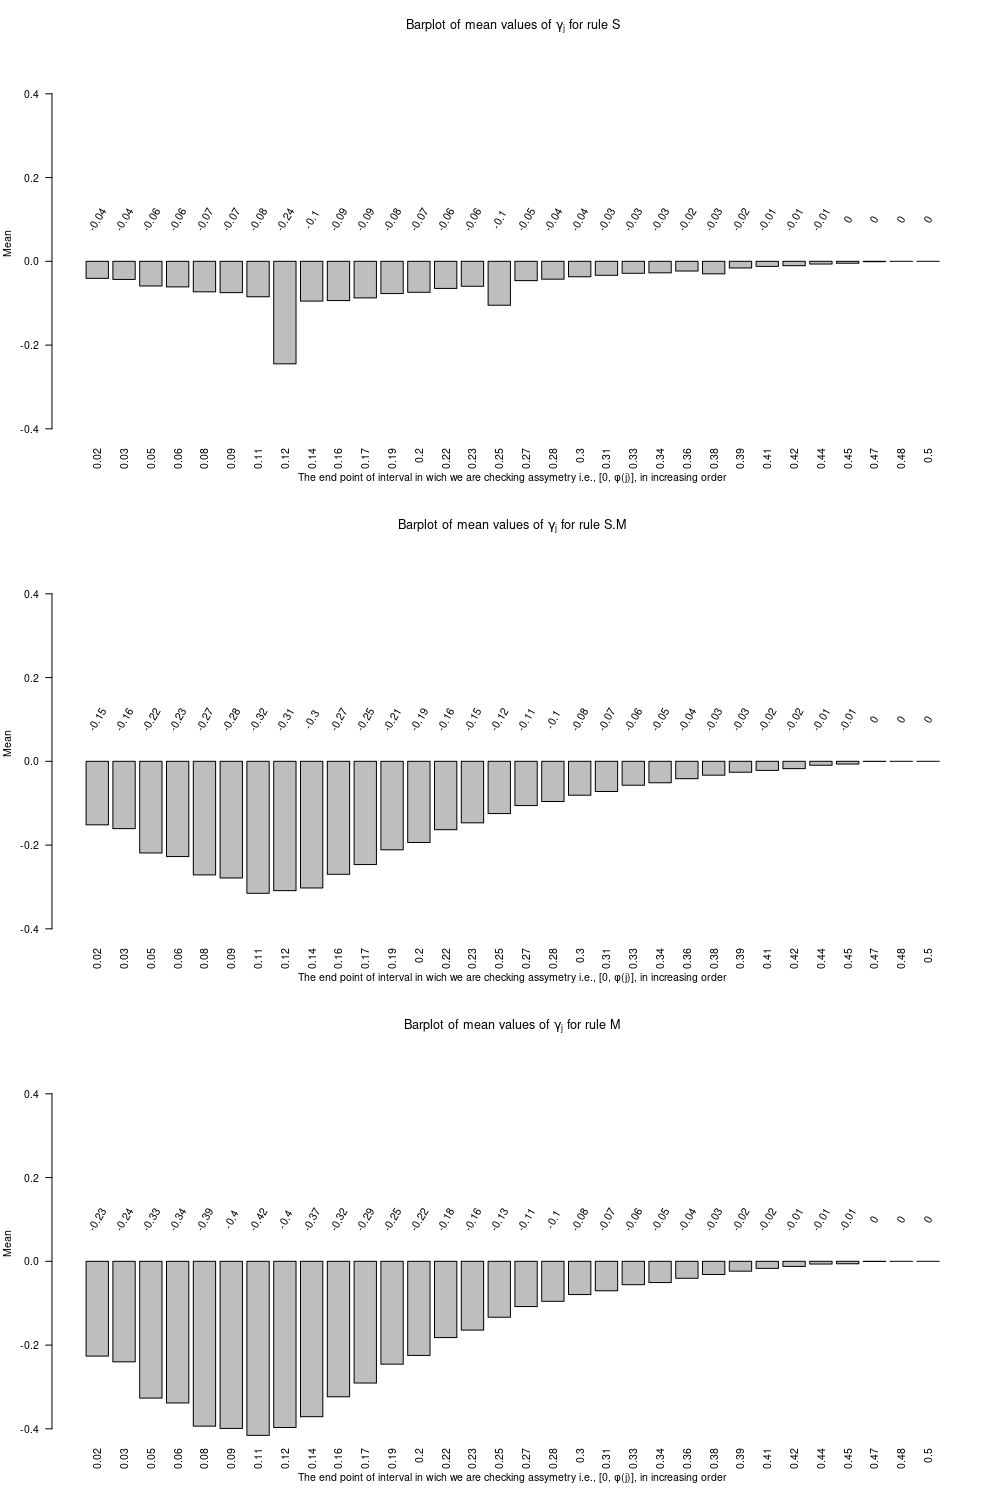 Barplot of mean values of γj for rule S
Mean
0.4
0.2
0.0
-0.2
-0.4
-0.04 -0.04 -0.06 -0.06 -0.07 -0.07 -0.08 -0.24 -0.1 -0.09 -0.09 -0.08 -0.07 -0.06 -0.06 -0.1 -0.05 -0.04 -0.04 -0.03 -0.03 -0.03 -0.02 -0.03 -0.02 -0.01 -0.01 -0.01 0 0 0 0
0.02 0.03 0.05 0.06 0.08 0.09 0.11 0.12 0.14 0.16 0.17 0.19 0.2 0.22 0.23 0.25 0.27 0.28 0.3 0.31 0.33 0.34 0.36 0.38 0.39 0.41 0.42 0.44 0.45 0.47 0.48 0.5
The end point of interval in wich we are checking assymetry i.e., [0, φ(j)], in increasing order
Barplot of mean values of γj for rule S.M
Mean
0.4
0.2
0.0
-0.2
-0.4
-0.15 -0.16 -0.22 -0.23 -0.27 -0.28 -0.32 -0.31 -0.3 -0.27 -0.25 -0.21 -0.19 -0.16 -0.15 -0.12 -0.11 -0.1 -0.08 -0.07 -0.06 -0.05 -0.04 -0.03 -0.03 -0.02 -0.02 -0.01 -0.01 0 0 0
0.02 0.03 0.05 0.06 0.08 0.09 0.11 0.12 0.14 0.16 0.17 0.19 0.2 0.22 0.23 0.25 0.27 0.28 0.3 0.31 0.33 0.34 0.36 0.38 0.39 0.41 0.42 0.44 0.45 0.47 0.48 0.5
The end point of interval in wich we are checking assymetry i.e., [0, φ(j)], in increasing order
Barplot of mean values of γj for rule M
Mean
0.4
0.2
0.0
-0.2
-0.4
-0.23 -0.24 -0.33 -0.34 -0.39 -0.4 -0.42 -0.4 -0.37 -0.32 -0.29 -0.25 -0.22 -0.18 -0.16 -0.13 -0.11 -0.1 -0.08 -0.07 -0.06 -0.05 -0.04 -0.03 -0.02 -0.02 -0.01 -0.01 -0.01 0 0 0
0.02 0.03 0.05 0.06 0.08 0.09 0.11 0.12 0.14 0.16 0.17 0.19 0.2 0.22 0.23 0.25 0.27 0.28 0.3 0.31 0.33 0.34 0.36 0.38 0.39 0.41 0.42 0.44 0.45 0.47 0.48 0.5
The end point of interval in wich we are checking assymetry i.e., [0, φ(j)], in increasing order